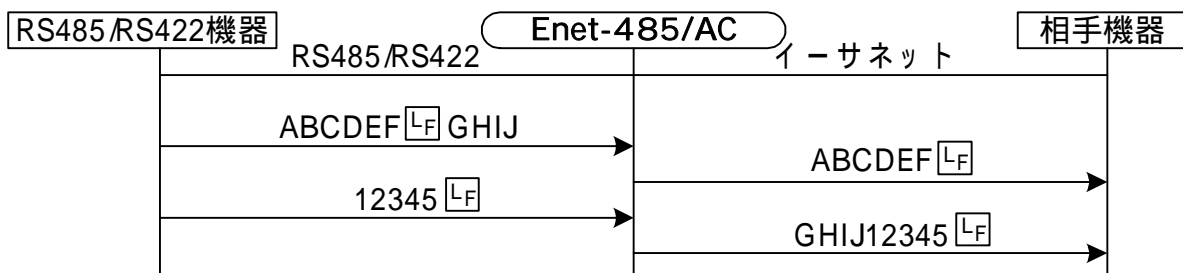 RS485/RS422機器
Enet-485/AC
相手機器
RS485/RS422
イーサネット
ABCDEF LF GHIJ
ABCDEF LF
12345 LF
GHIJ12345 LF